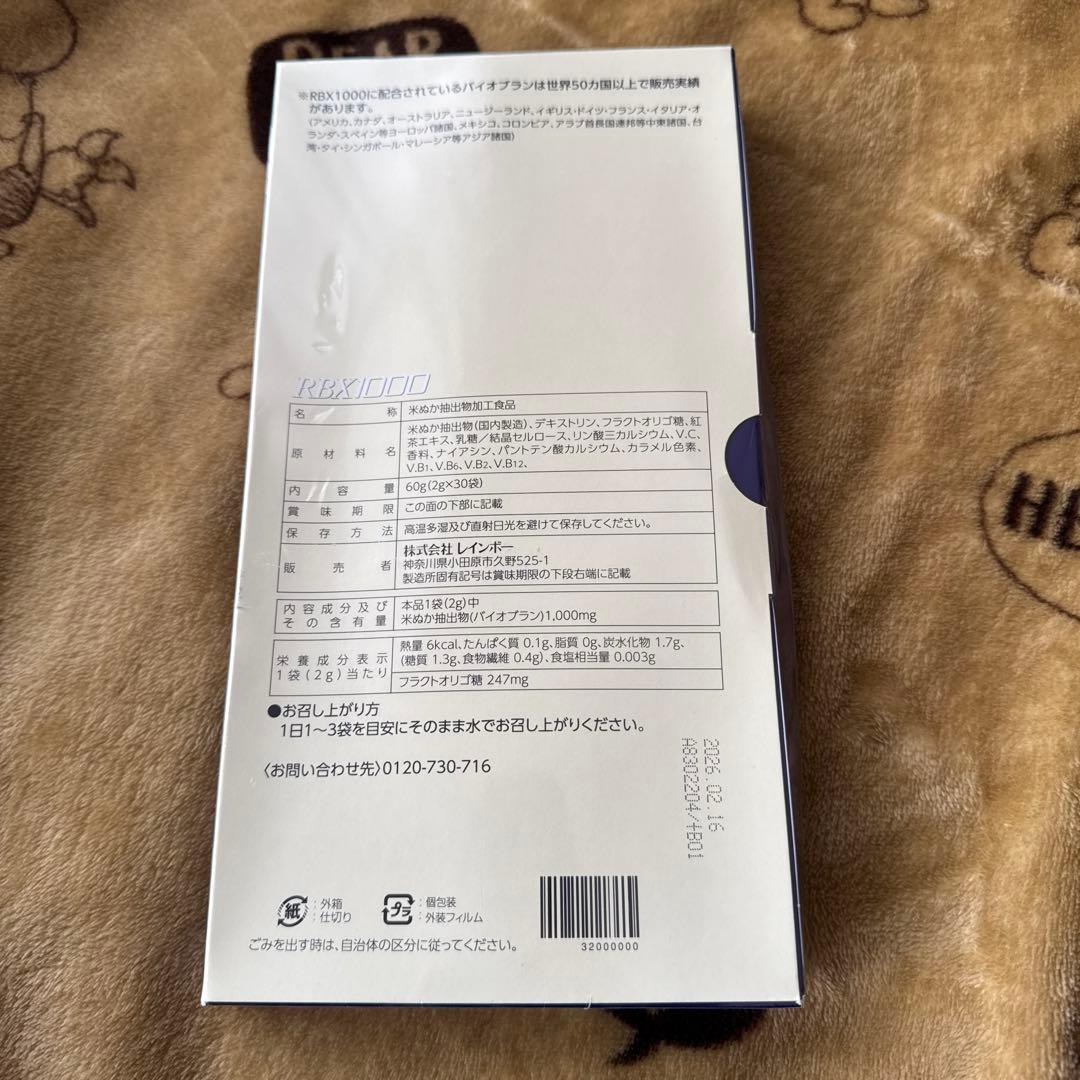 ※RBX1000に配合されているバイオブランは世界50カ国以上で販売実績
があります。
(アメリカ、カナダ、オーストラリア、ニュージーランド、イギリス・ドイツ・フランス・イタリア・オ
ランダ・スペイン等ヨーロッパ諸国、メキシコ、コロンビア、アラブ首長国連邦等中東諸国、台
湾・タイ・シンガポール・マレーシア等アジア諸国)
RBX1000
名称 米ぬか抽出物加工食品
原材料名 米ぬか抽出物(国内製造)、デキストリン、フラクトオリゴ糖、紅
茶エキス、乳糖/結晶セルロース、リン酸三カルシウム、V.C、
香料、ナイアシン、パントテン酸カルシウム、カラメル色素、
V.B1、V.B6、V.B2、V.B12、
内容量 60g(2g×30袋)
賞味期限 この面の下部に記載
保存方法 高温多湿及び直射日光を避けて保存してください。
販売者 株式会社 レインボー
神奈川県小田原市久野525-1
製造所固有記号は賞味期限の下段右端に記載
内容成分及び
その含有量
本品1袋(2g)中
米ぬか抽出物(バイオブラン)1,000mg
栄養成分表示
1袋(2g)当たり
熱量 6kcal、たんぱく質 0.1g、脂質 0g、炭水化物 1.7g、
(糖質 1.3g、食物繊維 0.4g)、食塩相当量 0.003g
フラクトオリゴ糖 247mg
●お召し上がり方
1日1〜3袋を目安にそのまま水でお召し上がりください。
〈お問い合わせ先〉0120-730-716
2026.02.16
A8302204/+B01
紙
:外箱
:仕切り
プラ
:個包装
:外装フィルム
ごみを出す時は、自治体の区分に従ってください。
32000000